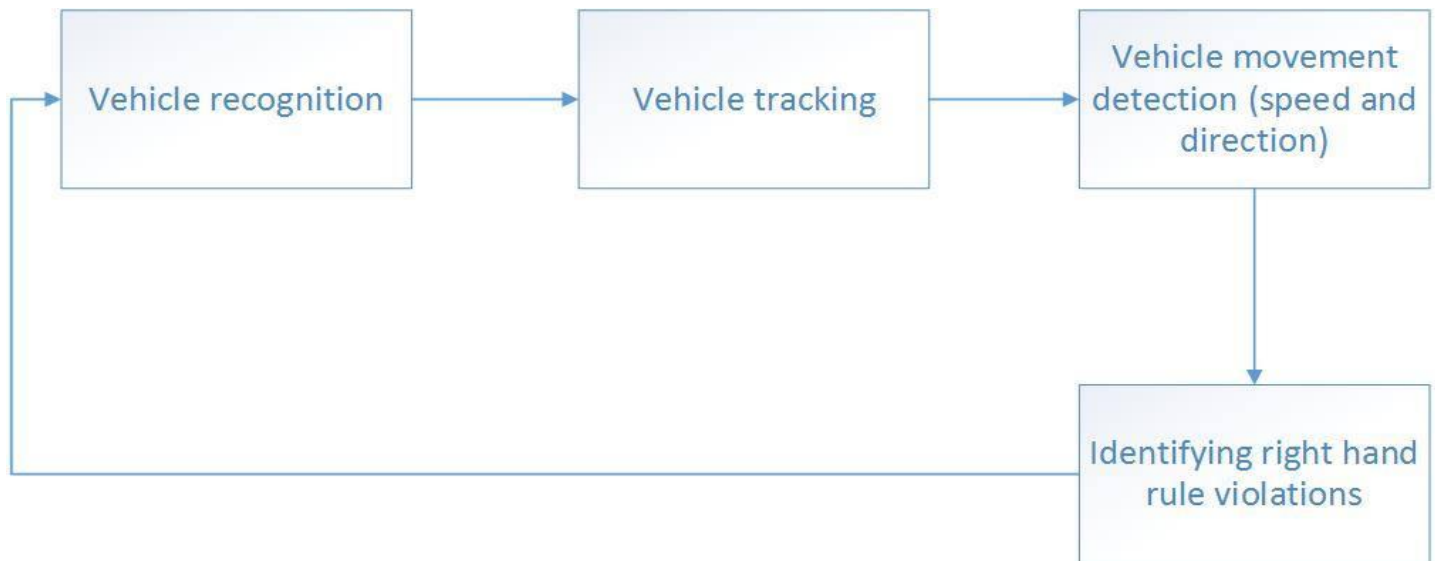 Vehicle recognition
Vehicle tracking
Vehicle movement
detection (speed and
direction)
Identifying right hand
rule violations